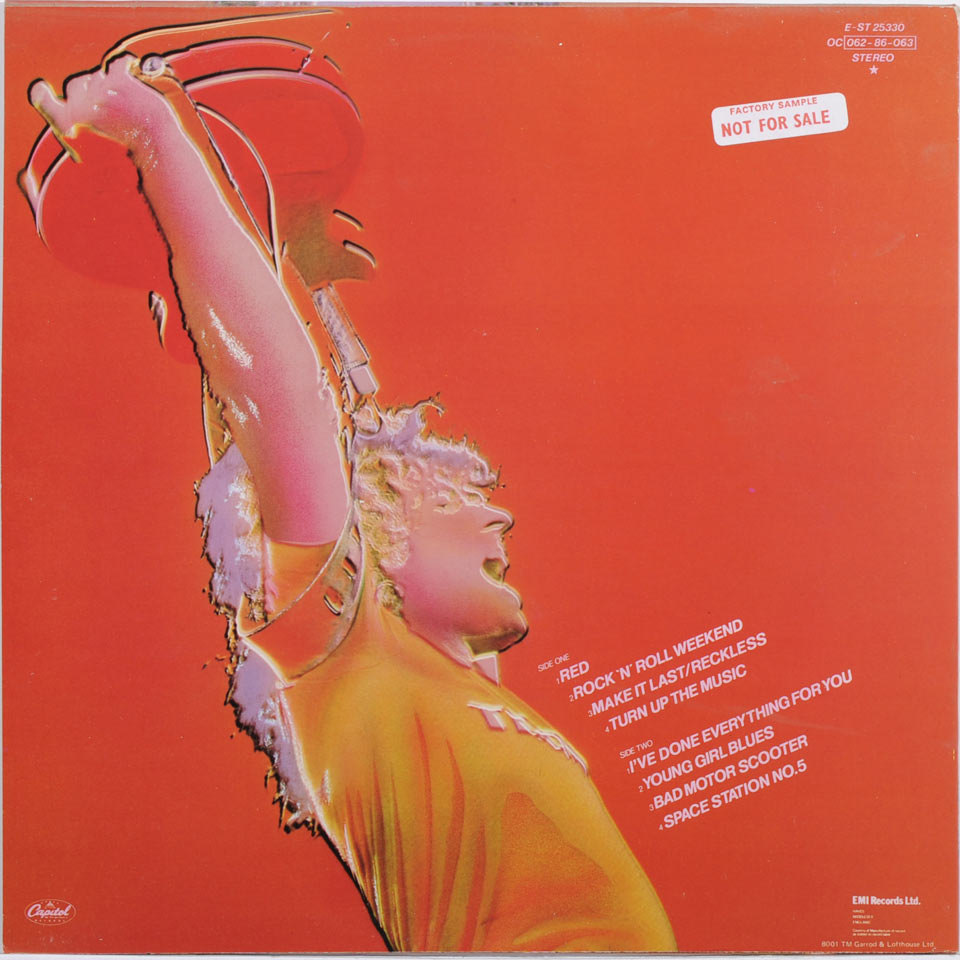 E-ST 25330
OC 062-86-063
STEREO
FACTORY SAMPLE
NOT FOR SALE
SIDE ONE
1 RED
2 ROCK 'N' ROLL WEEKEND
3 MAKE IT LAST/RECKLESS
4 TURN UP THE MUSIC
SIDE TWO
1 I'VE DONE EVERYTHING FOR YOU
2 YOUNG GIRL BLUES
3 BAD MOTOR SCOOTER
4 SPACE STATION NO.5
Capitol
EMI Records Ltd.
8001 TM Garrod & Lofthouse Ltd